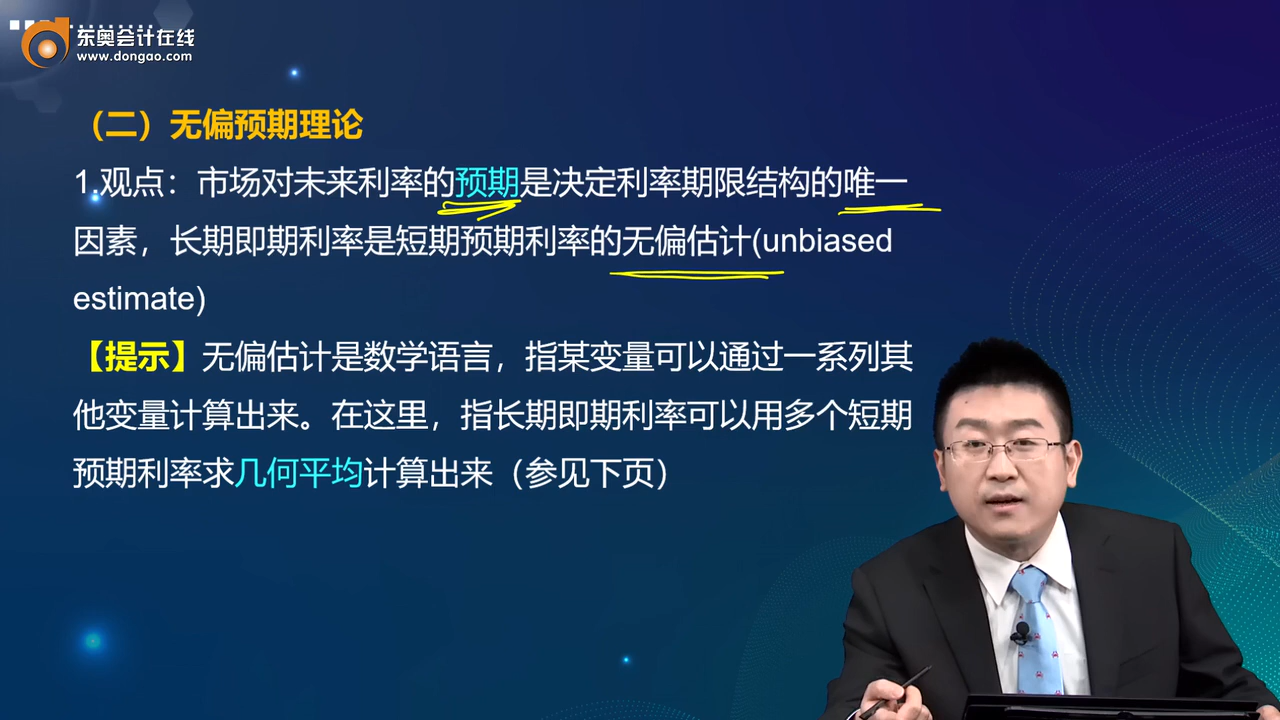 东奥会计在线
www.dongao.com
（二）无偏预期理论
1.观点：市场对未来利率的预期是决定利率期限结构的唯一
因素，长期即期利率是短期预期利率的无偏估计(unbiased
estimate)
【提示】无偏估计是数学语言，指某变量可以通过一系列其
他变量计算出来。在这里，指长期即期利率可以用多个短期
预期利率求几何平均计算出来（参见下页）